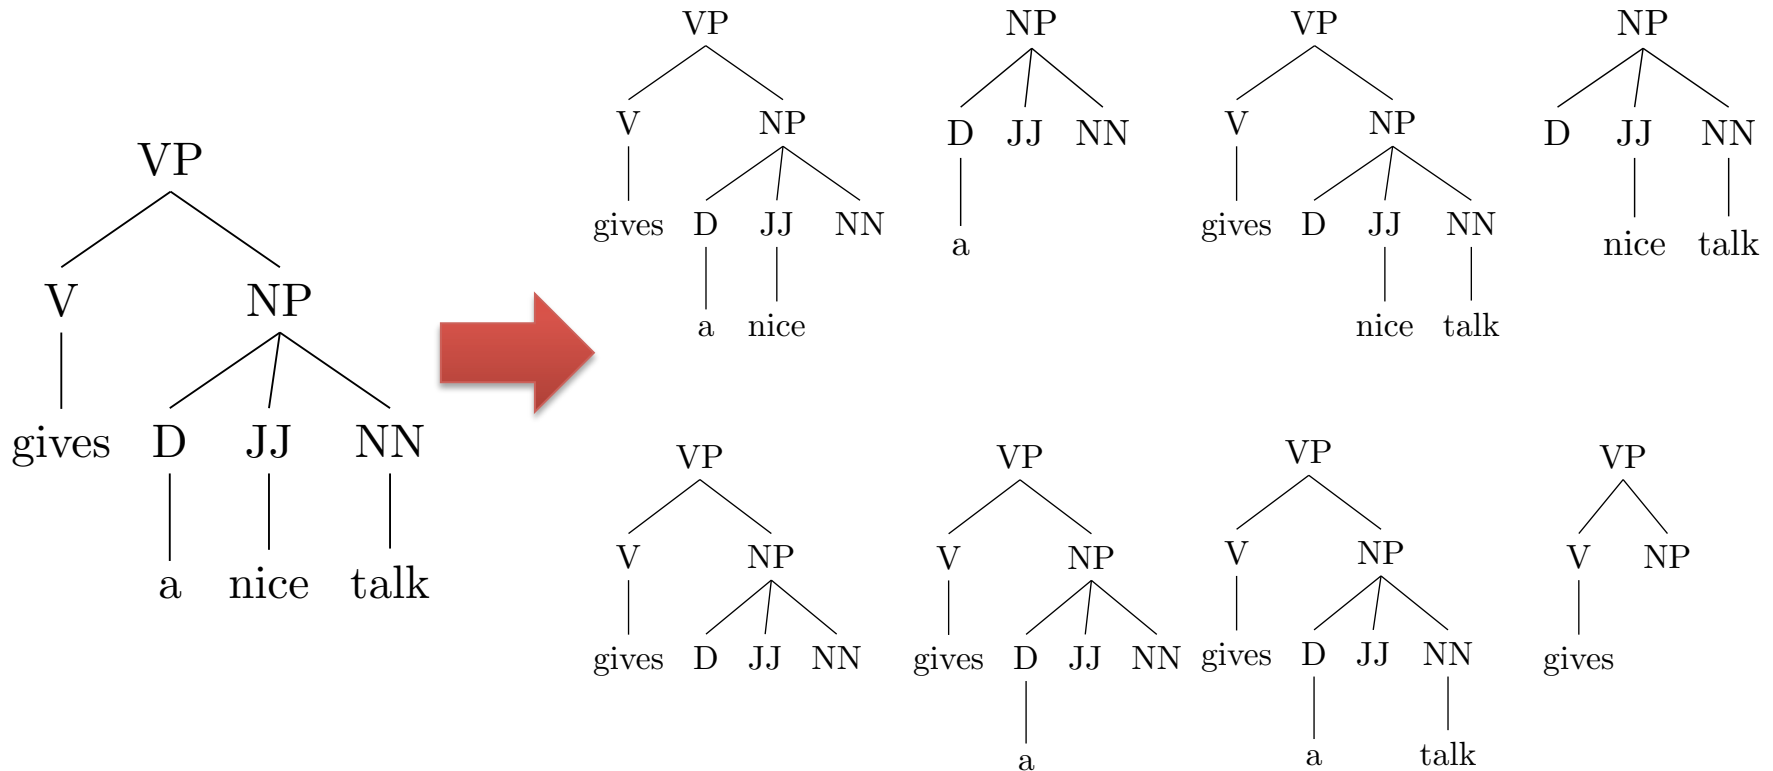 VP
V NP
gives D JJ NN
a nice talk
VP
V NP
gives D JJ NN
a nice
NP
D JJ NN
a
VP
V NP
gives D JJ NN
nice talk
NP
D JJ NN
nice talk
VP
V NP
gives D JJ NN
VP
V NP
gives D JJ NN
a
VP
V NP
gives D JJ NN
a talk
VP
V NP
gives